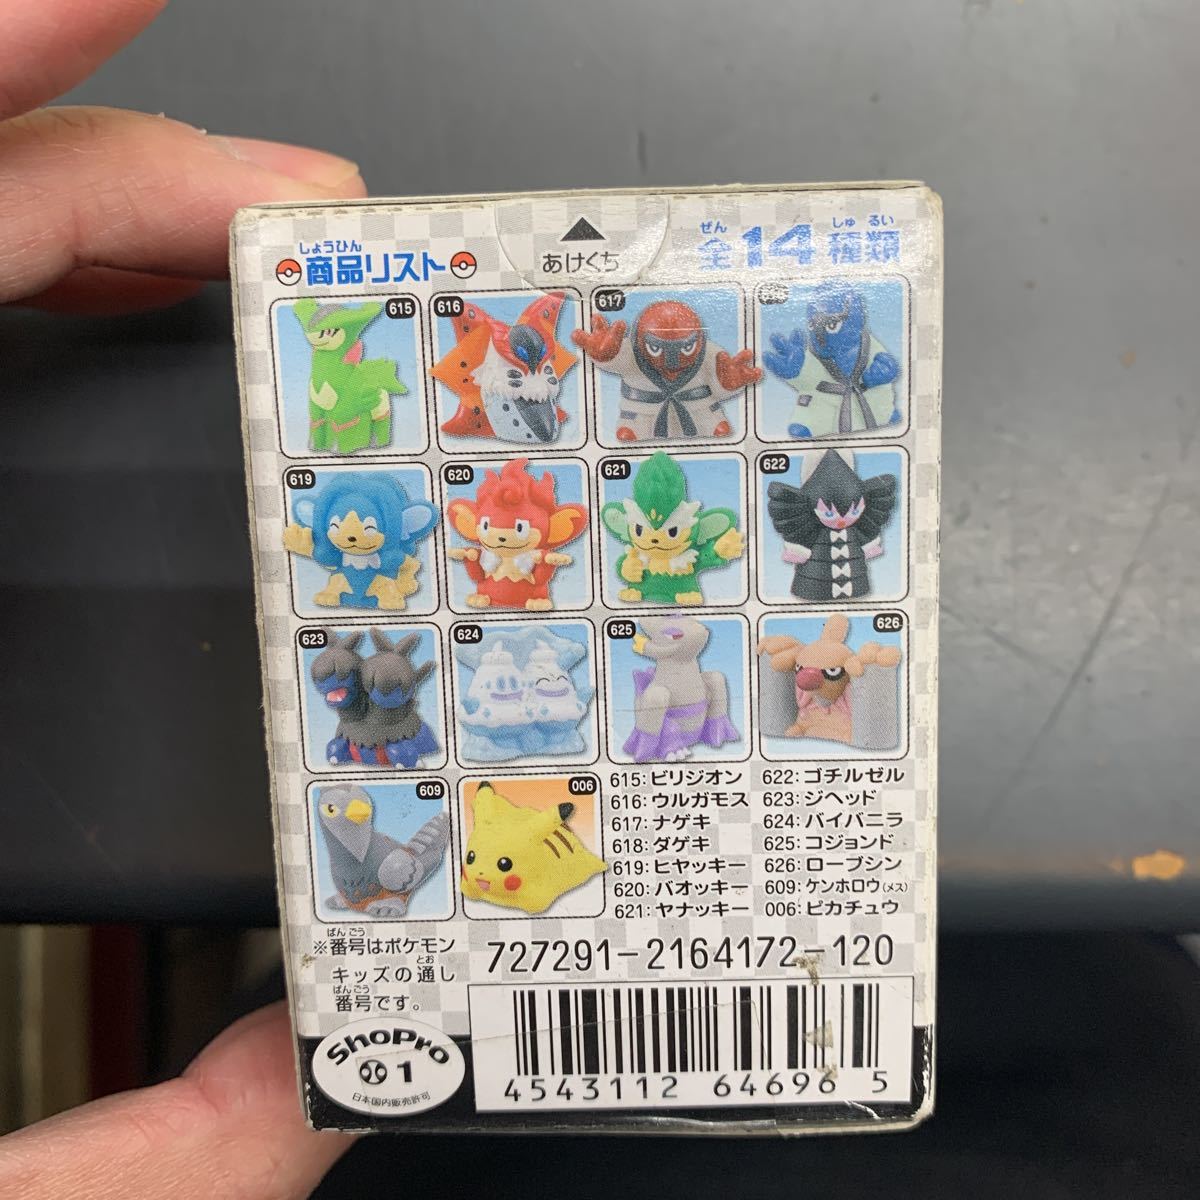 しょうひん
商品リスト
あけくち
ぜん しゅ るい
全14種類
615
616
617
619
620
621
622
623
624
625
626
609
006
615:ビリジオン
616:ウルガモス
617:ナゲキ
618:ダゲキ
619:ヒヤッキー
620:バオッキー
621:ヤナッキー
622:ゴチルゼル
623:ジヘッド
624:バイバニラ
625:コジョンド
626:ローブシン
609:ケンホロウ(メス)
006:ピカチュウ
ばんごう
※番号はポケモン
とお
キッズの通し
ばんごう
番号です。
727291-2164172-120
ShoPro
1
日本国内販売許可
4543112 646965